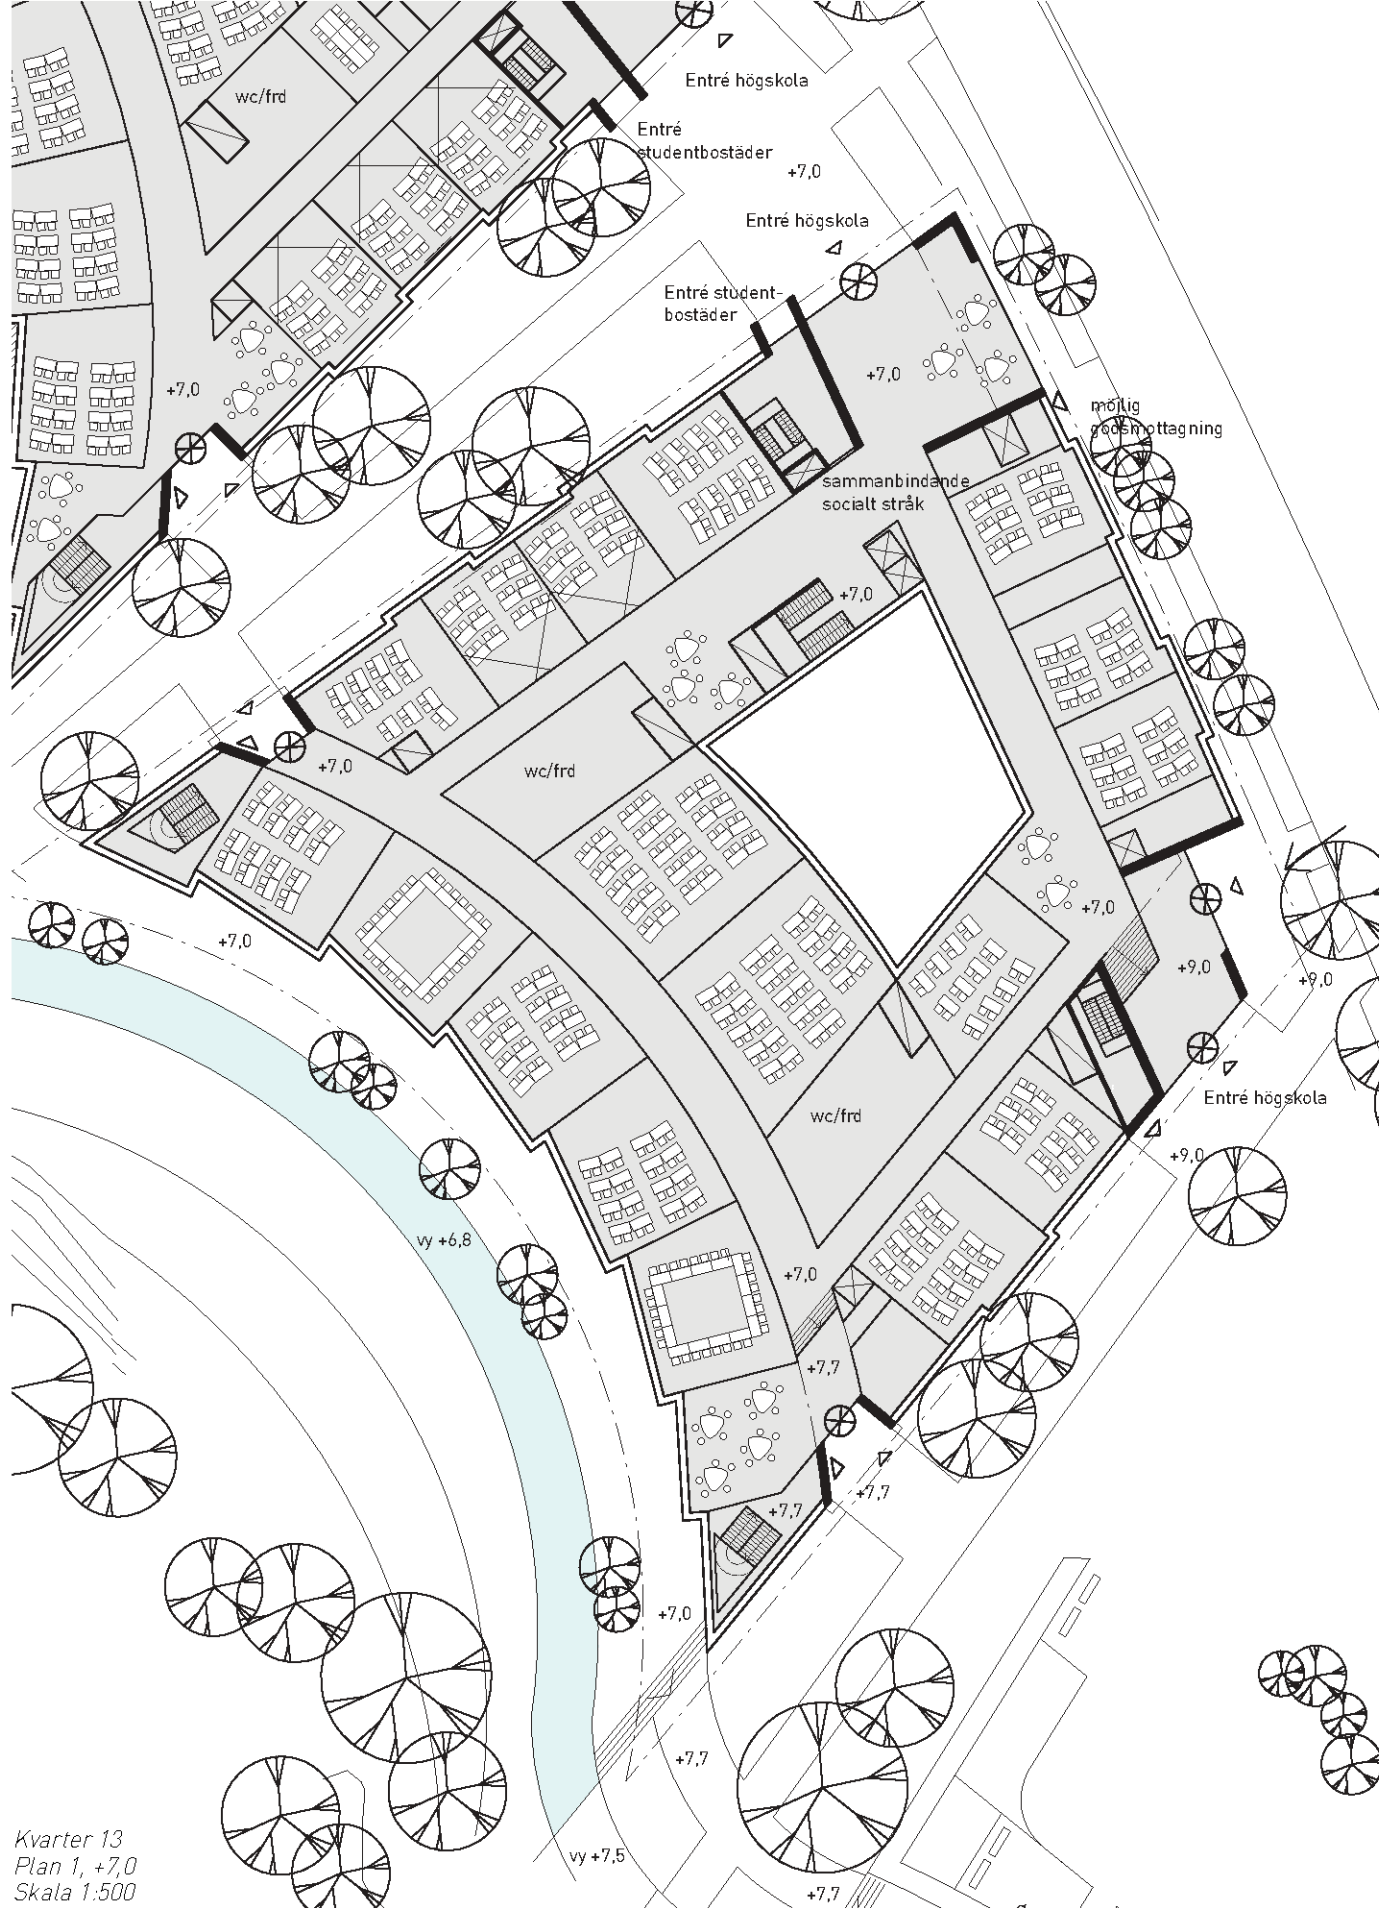 Entré högskola
wc/frd
Entré
studentbostäder
+7,0
Entré högskola
Entré student-
bostäder
+7,0
+7,0
möjlig
godsmottagning
sammanbindande
socialt stråk
+7,0
+7,0
wc/frd
+7,0
+7,0
+9,0
+9,0
Entré högskola
wc/frd
+9,0
vy +6,8
+7,0
+7,7
+7,7
+7,7
+7,0
+7,7
Kvarter 13
Plan 1, +7,0
Skala 1:500
vy +7,5
+7,7